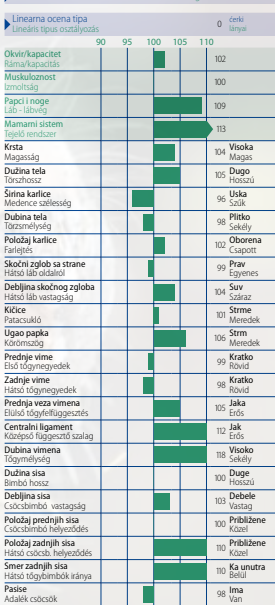 Linearna ocena tipa
Lineáris típus osztályozás
0 ćerki
lányai
90 95 100 105 110
Okvir/kapacitet
Ráma/kapacitás
102
Muskuloznost
Izmoltság
100
Papci i noge
Láb - lábvég
109
Mamarni sistem
Tejelő rendszer
113
Krsta
Magasság
104 Visoka
Magas
Dužina tela
Törzshossz
105 Dugo
Hosszú
Širina karlice
Medence szélesség
96 Uska
Szűk
Dubina tela
Törzsmélység
98 Plitko
Sekély
Položaj karlice
Farlejtés
102 Oborena
Csapott
Skočni zglob sa strane
Hátsó láb oldalról
99 Prav
Egyenes
Debljina skočnog zgloba
Hátsó láb vastagság
104 Suv
Száraz
Kičice
Patacsukló
101 Strme
Meredek
Ugao papka
Körömszög
106 Strm
Meredek
Prednje vime
Első tőgynegyedek
99 Kratko
Rövid
Zadnje vime
Hátsó tőgynegyedek
98 Kratko
Rövid
Prednja veza vimena
Elülső tőgyfelfüggesztés
105 Jaka
Erős
Centralni ligament
Középső függesztő szalag
112 Jak
Erős
Dubina vimena
Tőgymélység
118 Visoko
Sekély
Dužina sisa
Bimbó hossz
100 Duge
Hosszú
Debljina sisa
Csöcsbimbó vastagság
103 Debele
Vastag
Položaj prednjih sisa
Csöcsbimbó helyeződés
100 Približene
Közel
Položaj zadnjih sisa
Hátsó csöcsb. helyeződés
110 Približene
Közel
Smer zadnjih sisa
Hátsó tőgybimbók iránya
110 Ka unutra
Belül
Pasise
Adalék csöcsök
98 Ima
Van